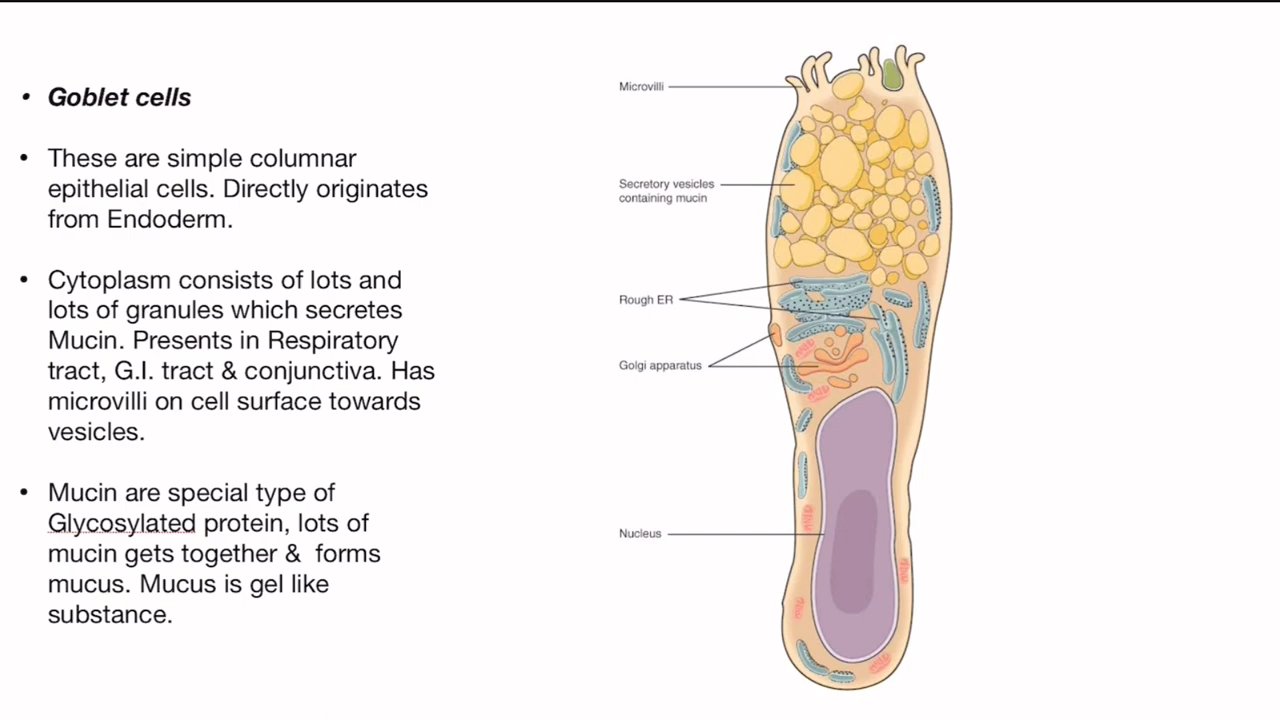 • Goblet cells
• These are simple columnar
epithelial cells. Directly originates
from Endoderm.
• Cytoplasm consists of lots and
lots of granules which secretes
Mucin. Presents in Respiratory
tract, G.I. tract & conjunctiva. Has
microvilli on cell surface towards
vesicles.
• Mucin are special type of
Glycosylated protein, lots of
mucin gets together &  forms
mucus. Mucus is gel like
substance.
Microvilli
Secretory vesicles
containing mucin
Rough ER
Golgi apparatus
Nucleus